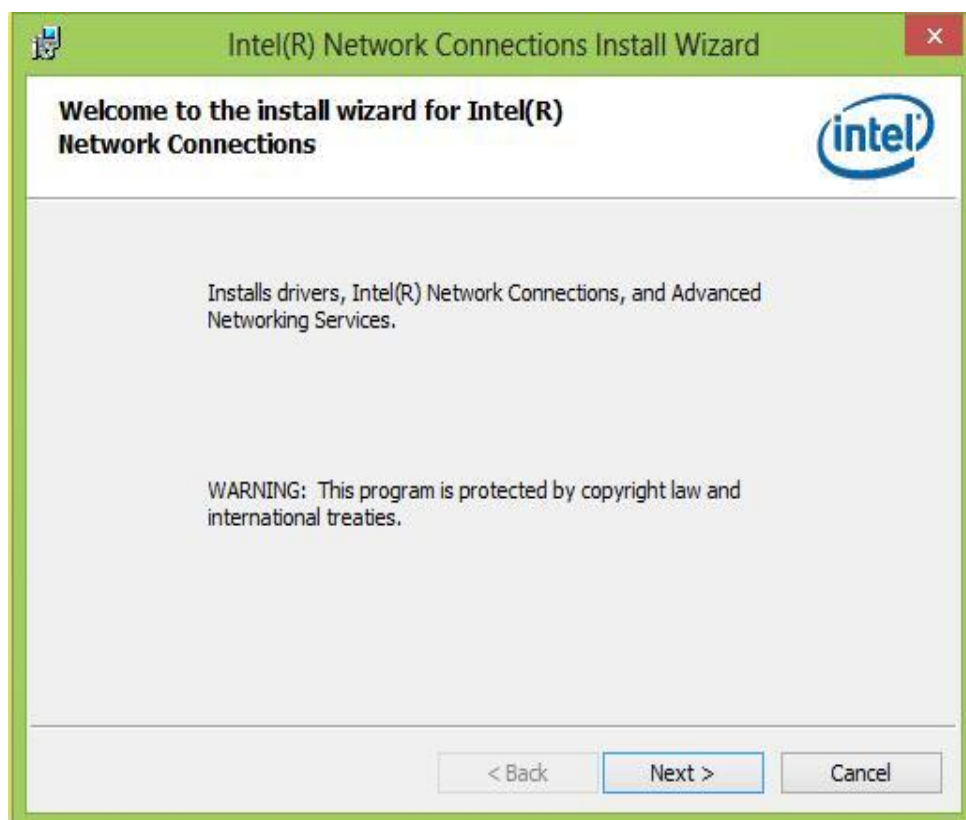 Intel(R) Network Connections Install Wizard
Welcome to the install wizard for Intel(R)
Network Connections
intel
Installs drivers, Intel(R) Network Connections, and Advanced
Networking Services.
WARNING: This program is protected by copyright law and
international treaties.
< Back
Next >
Cancel